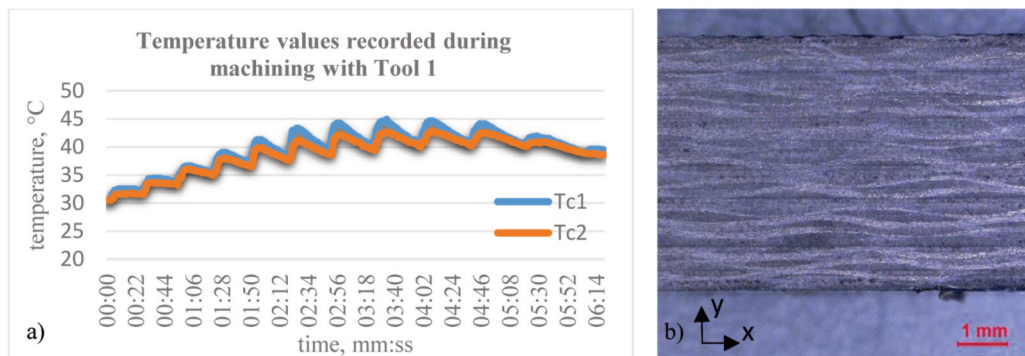 Temperature values recorded during
machining with Tool 1
temperature, °C
50
45
40
35
30
25
20
Tc1
Tc2
00:00
00:22
00:44
01:06
01:28
01:50
02:12
02:34
02:56
03:18
03:40
04:02
04:24
04:46
05:08
05:30
05:52
06:14
time, mm:ss
a)
b)
y
x
1 mm